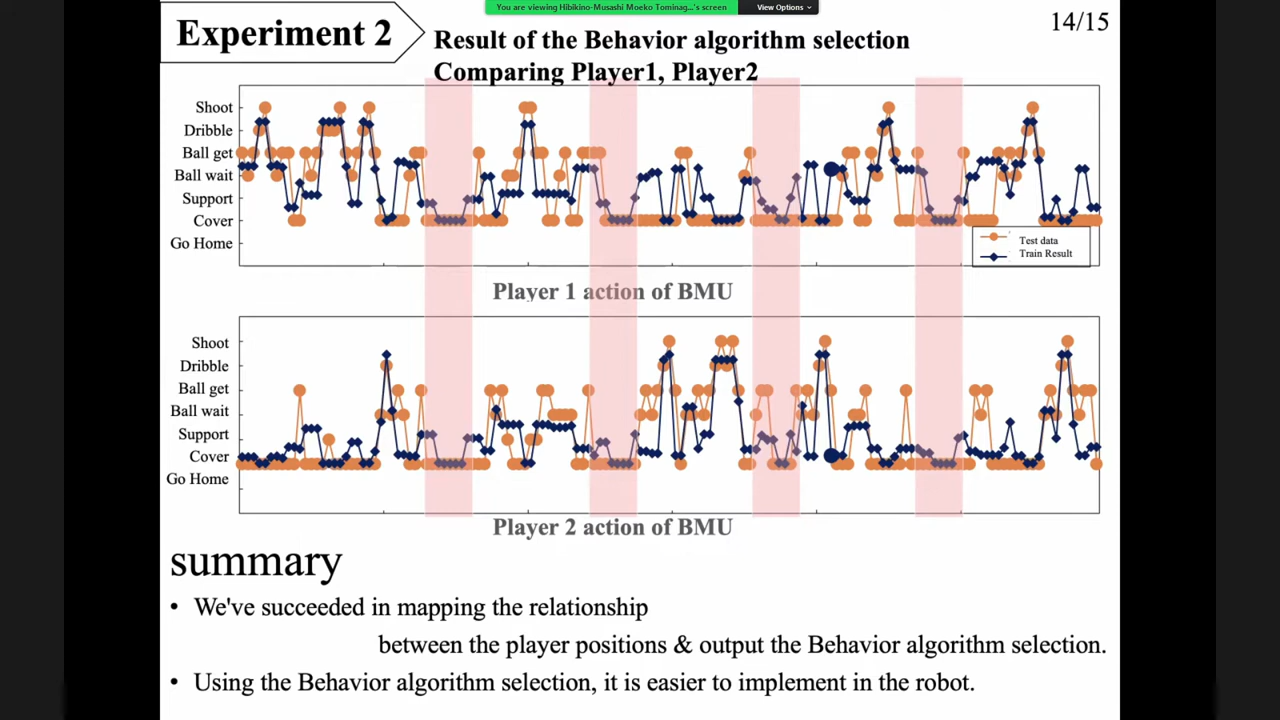 You are viewing Hibikino-Musashi Moeko Tominag...'s screen
View Options
Experiment 2
14/15
Result of the Behavior algorithm selection
Comparing Player1, Player2
Shoot
Dribble
Ball get
Ball wait
Support
Cover
Go Home
Test data
Train Result
Player 1 action of BMU
Shoot
Dribble
Ball get
Ball wait
Support
Cover
Go Home
Player 2 action of BMU
summary
• We've succeeded in mapping the relationship
between the player positions & output the Behavior algorithm selection.
• Using the Behavior algorithm selection, it is easier to implement in the robot.